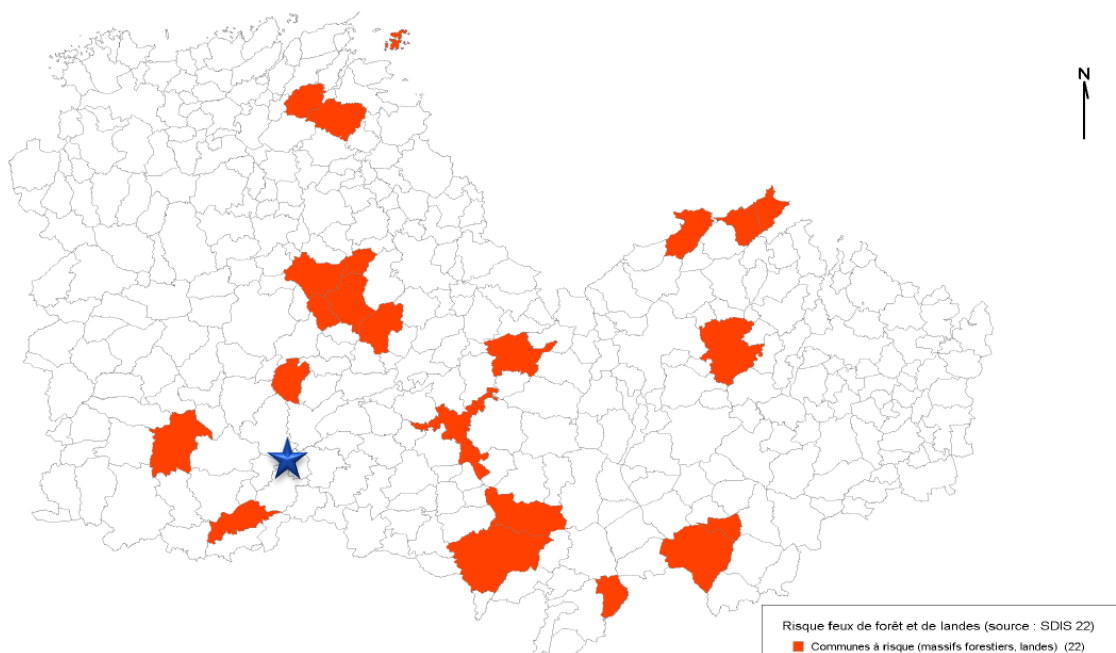 N
Risque feux de forêt et de landes (source : SDIS 22)
Communes à risque (massifs forestiers, landes) (22)